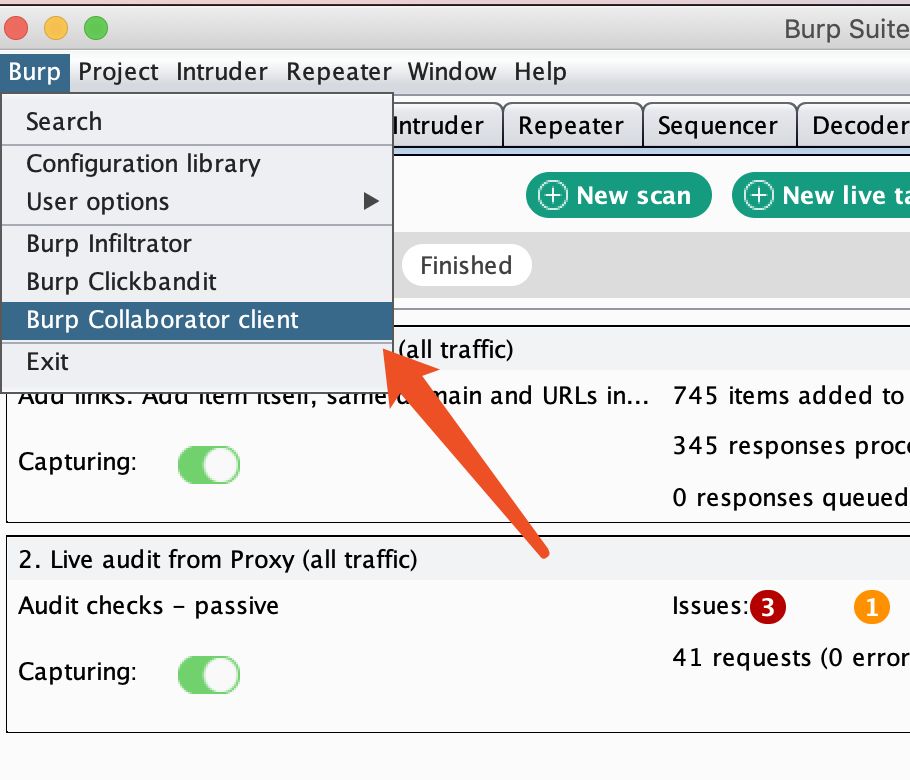 Burp Suite
Burp Project Intruder Repeater Window Help
Search
Configuration library
User options
Burp Infiltrator
Burp Clickbandit
Burp Collaborator client
Exit
Intruder Repeater Sequencer Decoder
New scan New live ta
Finished
(all traffic)
Add links. Add item itself, same domain and URLs in... 745 items added to
Capturing: 345 responses proce
0 responses queued
2. Live audit from Proxy (all traffic)
Audit checks – passive Issues: 3 1
Capturing: 41 requests (0 error